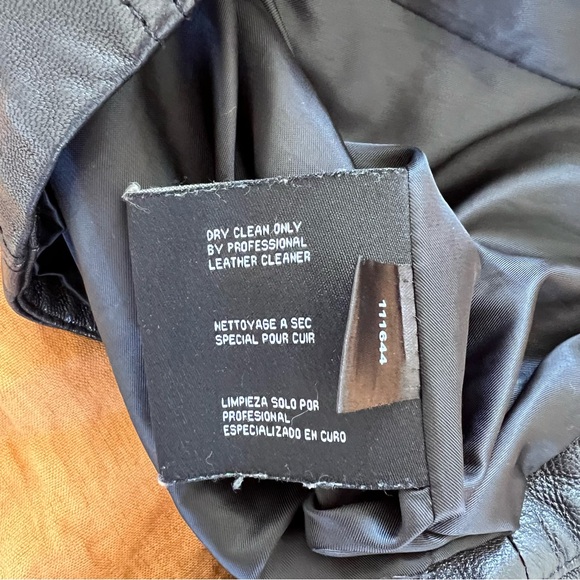 DRY CLEAN ONLY
BY PROFESSIONAL
LEATHER CLEANER
NETTOYAGE A SEC
SPECIAL POUR CUIR
LIMPIEZA SOLO POR
PROFESIONAL
ESPECIALIZADO EN CURO
111644